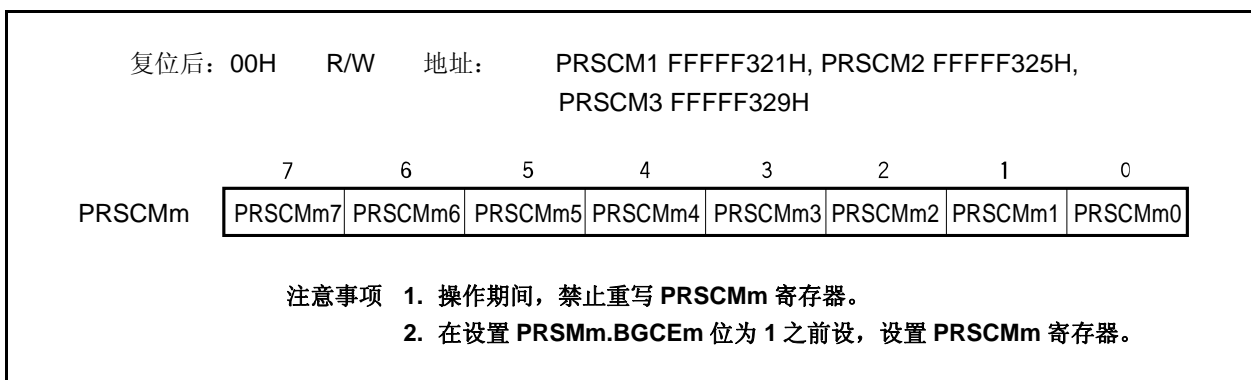 复位后：00H R/W 地址： PRSCM1 FFFFF321H, PRSCM2 FFFFF325H,
PRSCM3 FFFFF329H
7 6 5 4 3 2 1 0
PRSCMm PRSCMm7 PRSCMm6 PRSCMm5 PRSCMm4 PRSCMm3 PRSCMm2 PRSCMm1 PRSCMm0
注意事项 1. 操作期间，禁止重写 PRSCMm 寄存器。
2. 在设置 PRSMm.BGCEm 位为 1 之前设，设置 PRSCMm 寄存器。